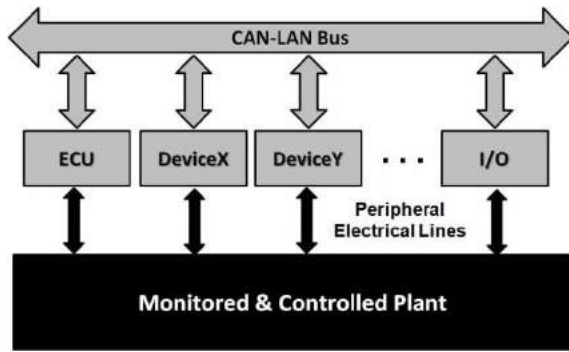 CAN-LAN Bus
ECU
DeviceX
DeviceY
. . .
I/O
Peripheral
Electrical Lines
Monitored & Controlled Plant